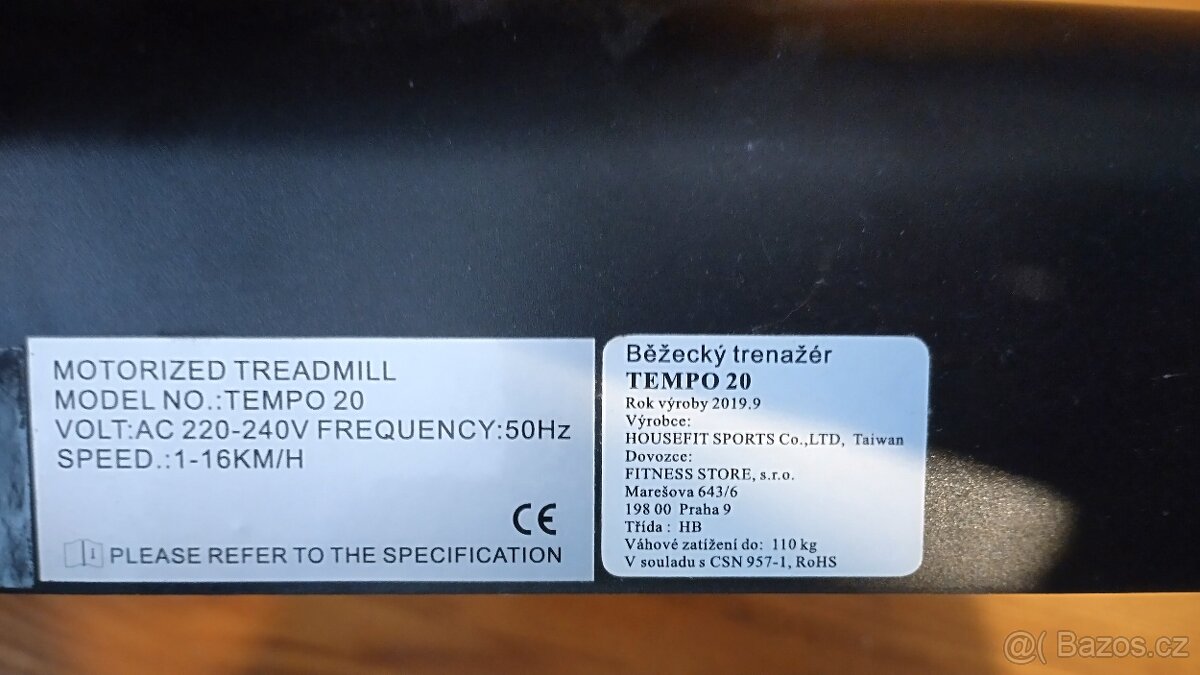 MOTORIZED TREADMILL
MODEL NO.:TEMPO 20
VOLT:AC 220-240V FREQUENCY:50Hz
SPEED.:1-16KM/H
CE
i PLEASE REFER TO THE SPECIFICATION
Běžecký trenažér
TEMPO 20
Rok výroby 2019.9
Výrobce:
HOUSEFIT SPORTS Co.,LTD, Taiwan
Dovozce:
FITNESS STORE, s.r.o.
Marešova 643/6
198 00 Praha 9
Třída : HB
Váhové zatížení do: 110 kg
V souladu s CSN 957-1, RoHS
@( Bazos.cz